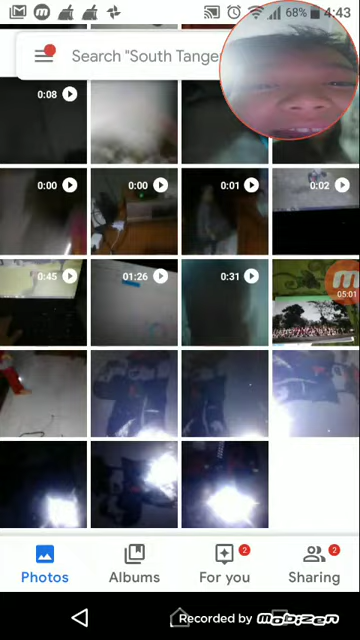 68% 4:43
Search "South Tange
0:08
0:00 0:00 0:01 0:02
0:45 01:26 0:31 05:01
Photos Albums For you 2 Sharing 2
Recorded by mobizen